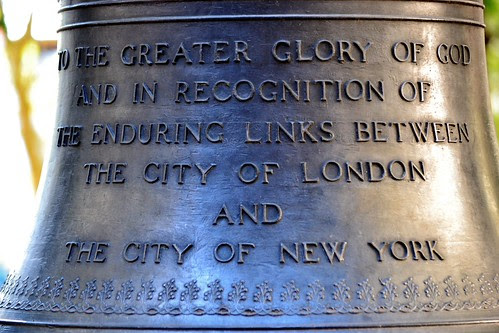 TO THE GREATER GLORY OF GOD
AND IN RECOGNITION OF
THE ENDURING LINKS BETWEEN
THE CITY OF LONDON
AND
THE CITY OF NEW YORK